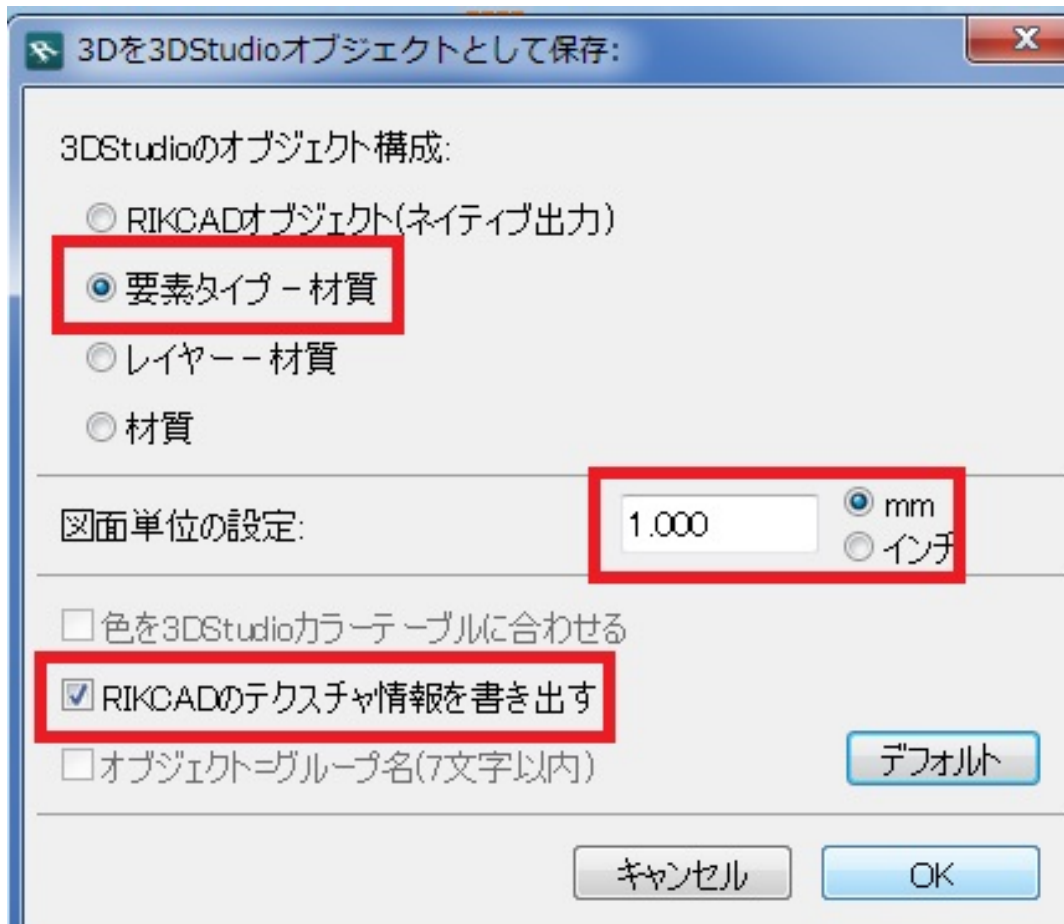 3Dを3DStudioオブジェクトとして保存:
3DStudioのオブジェクト構成:
RIKCADオブジェクト(ネイティブ出力)
要素タイプ－材質
レイヤー－材質
材質
図面単位の設定:
1.000
mm
インチ
色を3DStudioカラーテーブルに合わせる
RIKCADのテクスチャ情報を書き出す
オブジェクト=グループ名(7文字以内)
デフォルト
キャンセル
OK